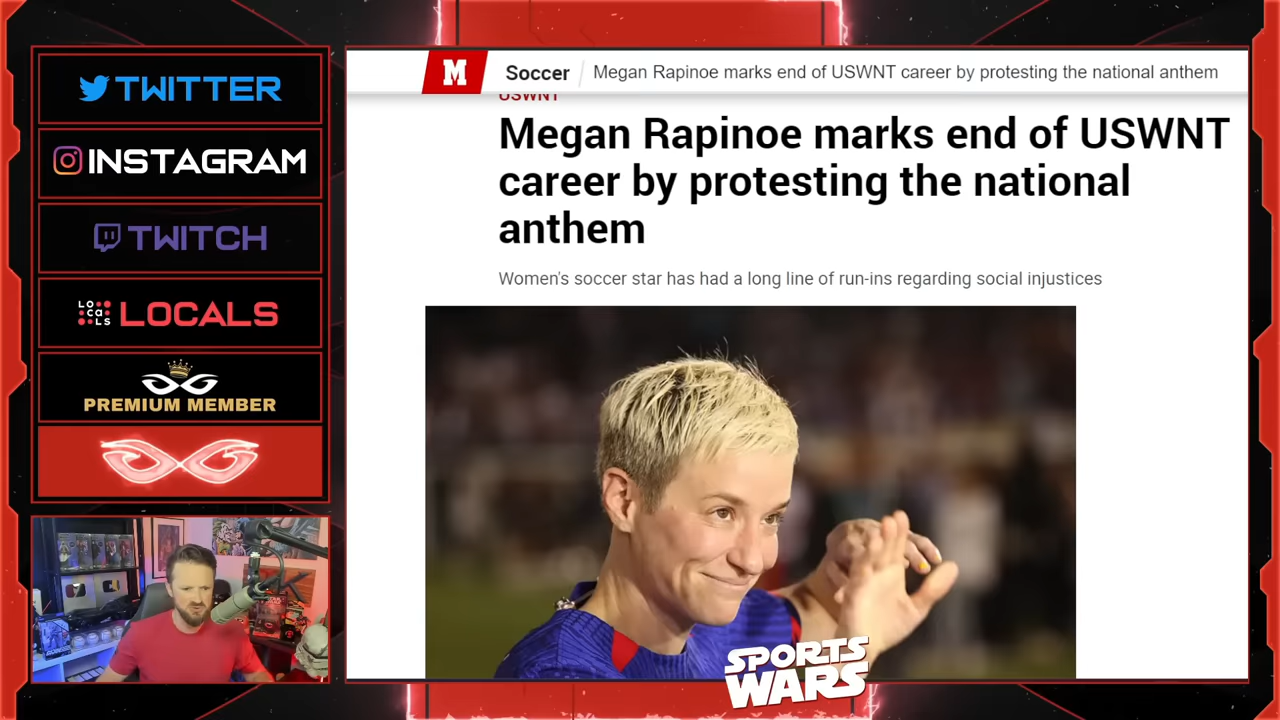 TWITTER
INSTAGRAM
TWITCH
LOCALS
LOCALS
PREMIUM MEMBER
M
Soccer
Megan Rapinoe marks end of USWNT career by protesting the national anthem
USWNT
Megan Rapinoe marks end of USWNT
career by protesting the national
anthem
Women's soccer star has had a long line of run-ins regarding social injustices
SPORTS
WARS